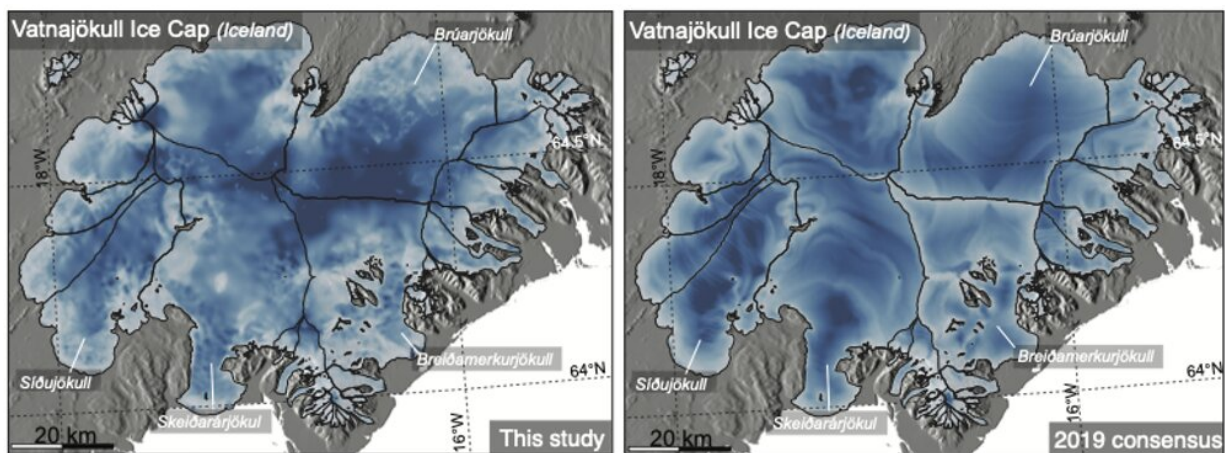 Vatnajökull Ice Cap (Iceland)
Brúarjökull
64.5°N
18°W
Breiðamerkurjökull
Síðujökull
64°N
Skeiðarárjökul
16°W
20 km
This study
Vatnajökull Ice Cap (Iceland)
Brúarjökull
64.5°N
18°W
Breiðamerkurjökull
Síðujökull
64°N
Skeiðarárjökul
16°W
20 km
2019 consensus